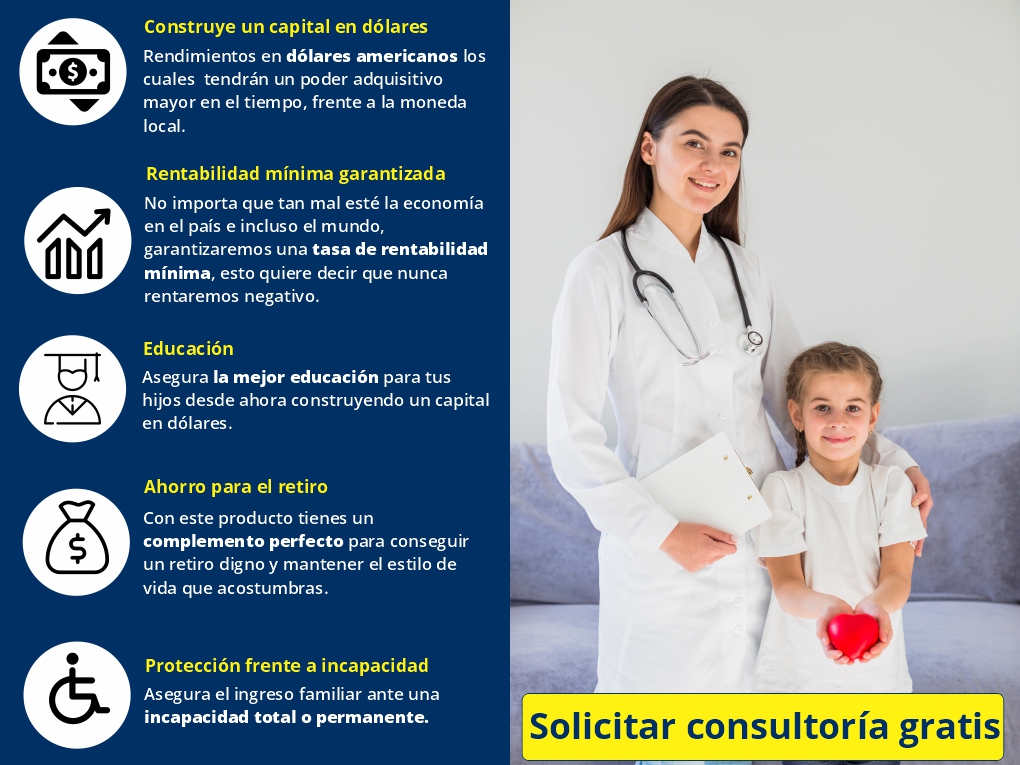 Construye un capital en dólares
Rendimientos en dólares americanos los
cuales tendrán un poder adquisitivo
mayor en el tiempo, frente a la moneda
local.
Rentabilidad mínima garantizada
No importa que tan mal esté la economía
en el país e incluso el mundo,
garantizaremos una tasa de rentabilidad
mínima, esto quiere decir que nunca
rentaremos negativo.
Educación
Asegura la mejor educación para tus
hijos desde ahora construyendo un capital
en dólares.
Ahorro para el retiro
Con este producto tienes un
complemento perfecto para conseguir
un retiro digno y mantener el estilo de
vida que acostumbras.
Protección frente a incapacidad
Asegura el ingreso familiar ante una
incapacidad total o permanente.
Solicitar consultoría gratis